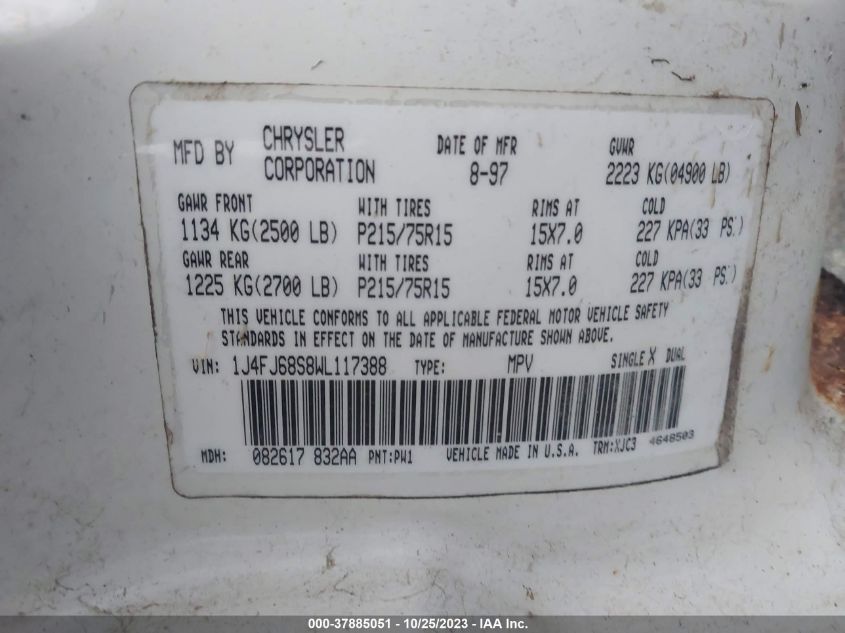 MFD BY CHRYSLER CORPORATION DATE OF MFR 8-97 GVWR 2223 KG(04900 LB)
GAWR FRONT WITH TIRES RIMS AT COLD
1134 KG(2500 LB) P215/75R15 15X7.0 227 KPA(33 PSI)
GAWR REAR WITH TIRES RIMS AT COLD
1225 KG(2700 LB) P215/75R15 15X7.0 227 KPA(33 PSI)
THIS VEHICLE CONFORMS TO ALL APPLICABLE FEDERAL MOTOR VEHICLE SAFETY
STANDARDS IN EFFECT ON THE DATE OF MANUFACTURE SHOWN ABOVE.
VIN: 1J4FJ68S8WL117388 TYPE: MPV SINGLE X DUAL
MDH: 082617 832AA PNT:PW1 VEHICLE MADE IN U.S.A. TRM:XJC3 4648503
000-37885051 - 10/25/2023 - IAA Inc.